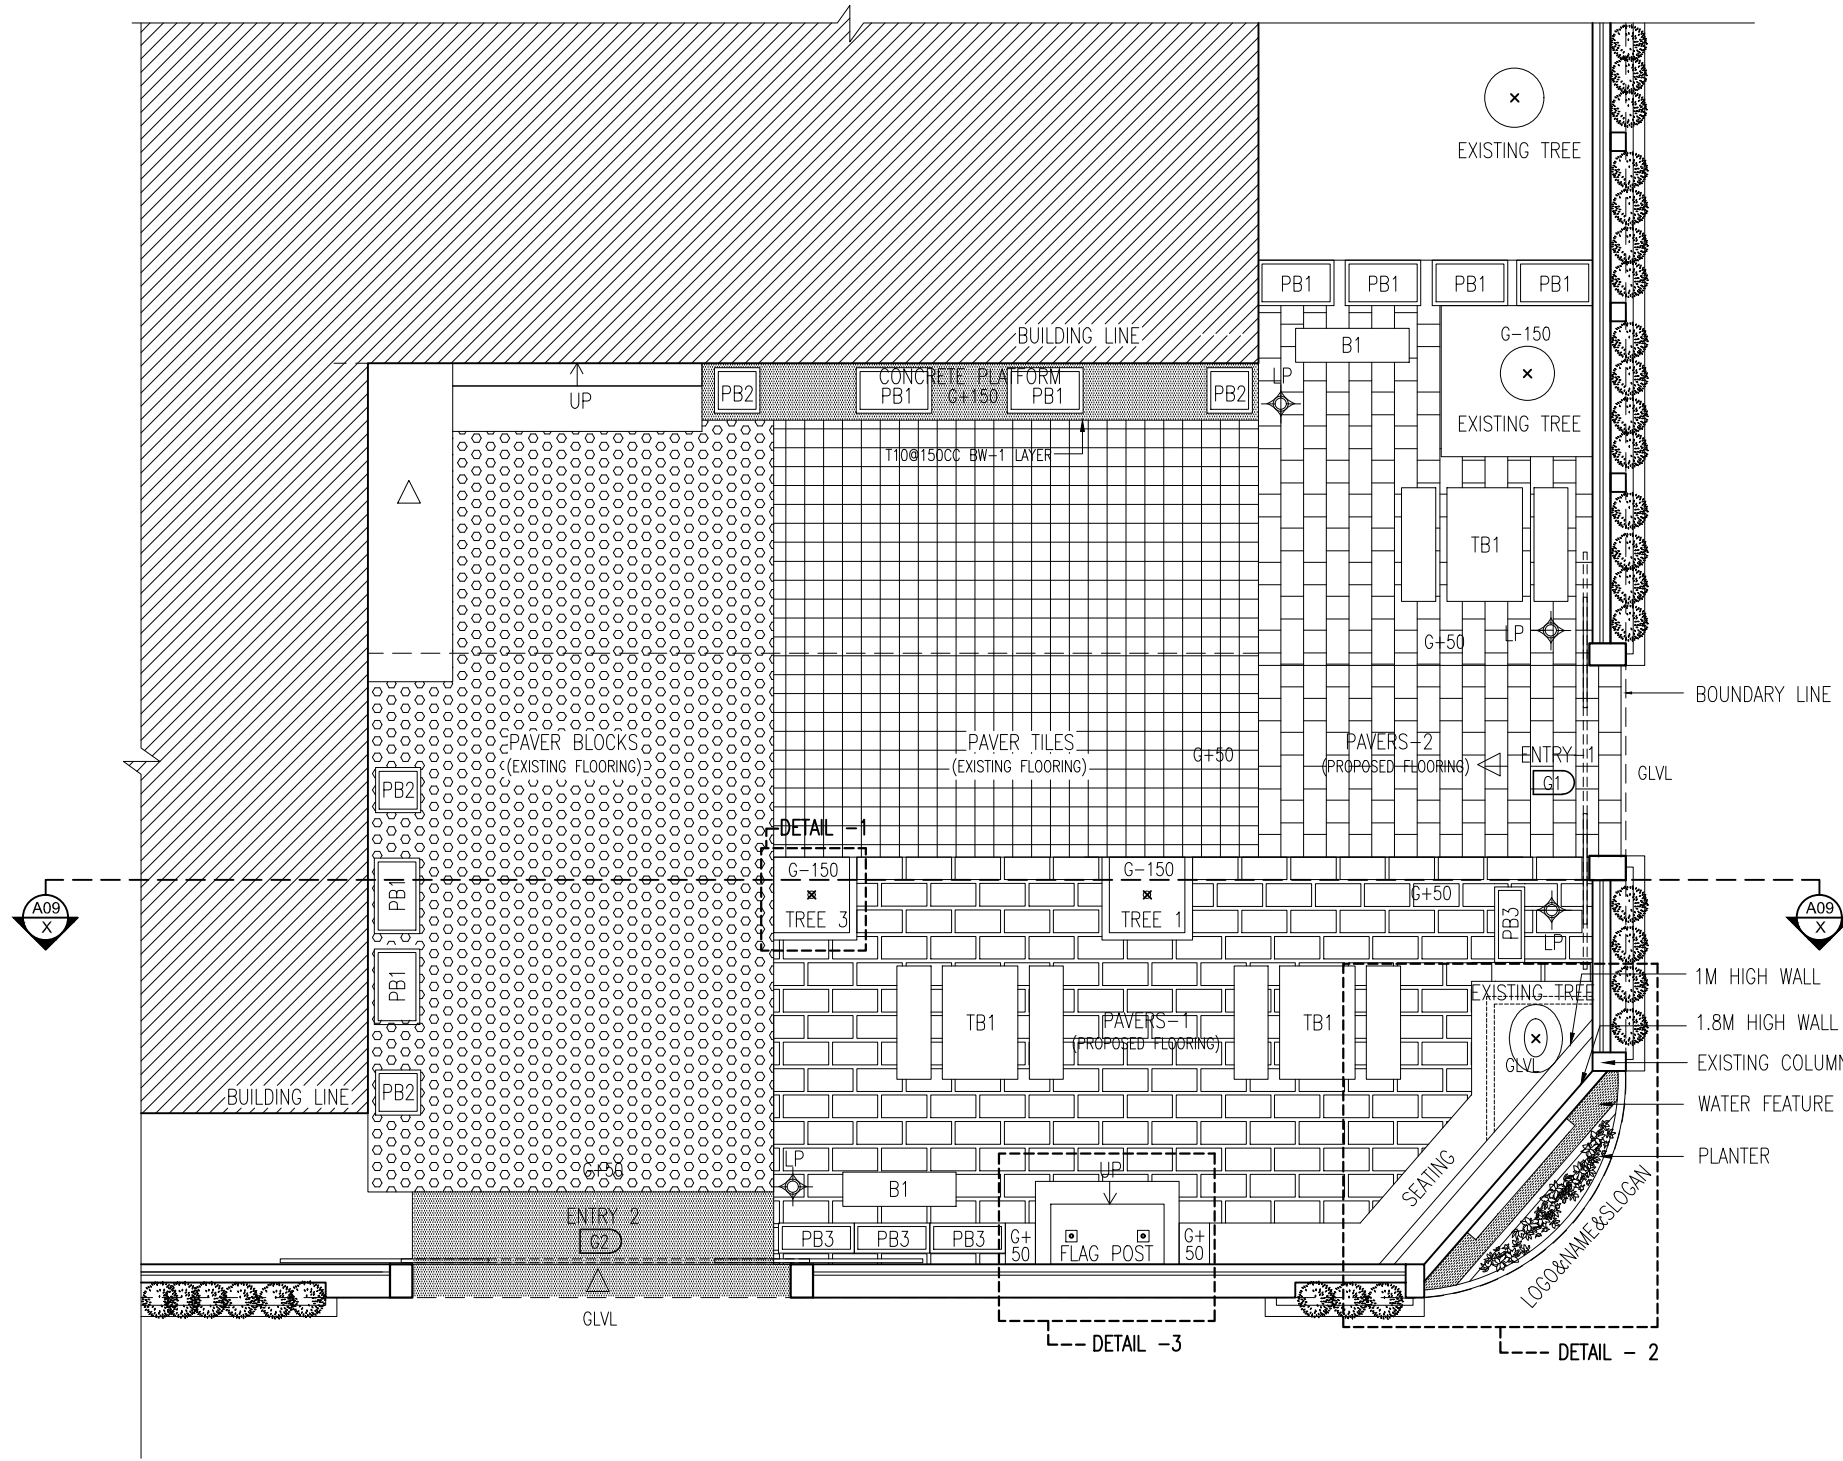 EXISTING TREE
PB1 PB1 PB1 PB1
BUILDING LINE
G-150
B1
CONCRETE PLATFORM
LP
PB2 PB1 G+150 PB1 PB2
UP
EXISTING TREE
T10@150CC BW-1 LAYER
TB1
LP
G+50
BOUNDARY LINE
PAVER BLOCKS
(EXISTING FLOORING)
PAVER TILES
(EXISTING FLOORING)
G+50
PAVERS-2
(PROPOSED FLOORING)
ENTRY 1
G1
GLVL
PB2
DETAIL -1
G-150
TREE 3
G-150
TREE 1
G+50
PB3
LP
PB1
A09
X
A09
X
PB1
1M HIGH WALL
EXISTING TREE
TB1
PAVERS-1
(PROPOSED FLOORING)
TB1
1.8M HIGH WALL
GLVL
EXISTING COLUMN
PB2
BUILDING LINE
WATER FEATURE
PLANTER
G+50
LP
B1
UP
SEATING
LOGO&NAME&SLOGAN
ENTRY 2
G2
PB3 PB3 PB3
G+
50
FLAG POST
G+
50
GLVL
DETAIL -3
DETAIL - 2